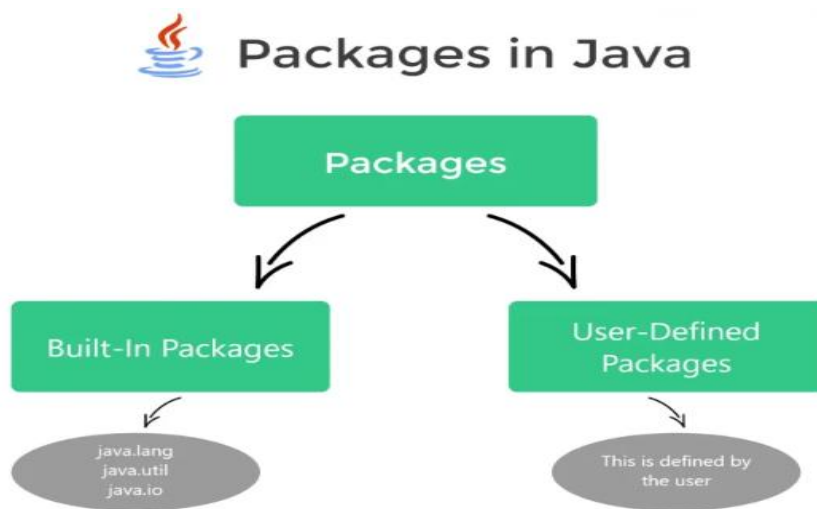 Packages in Java
Packages
Built-In Packages
User-Defined
Packages
java.lang
java.util
java.io
This is defined by
the user